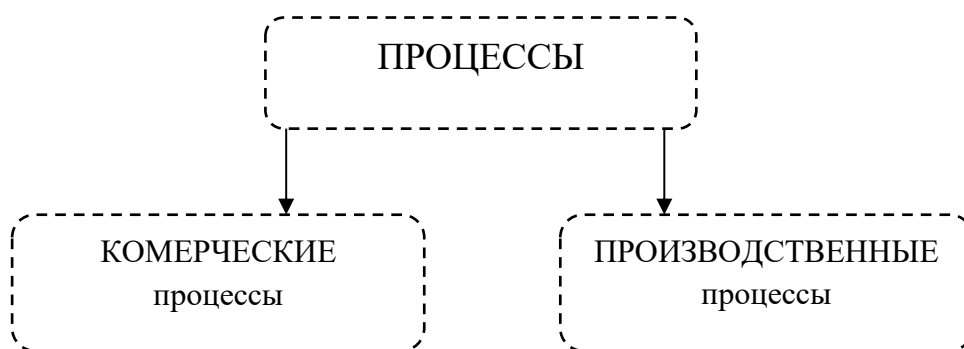 ПРОЦЕССЫ
КОМЕРЧЕСКИЕ
процессы
ПРОИЗВОДСТВЕННЫЕ
процессы